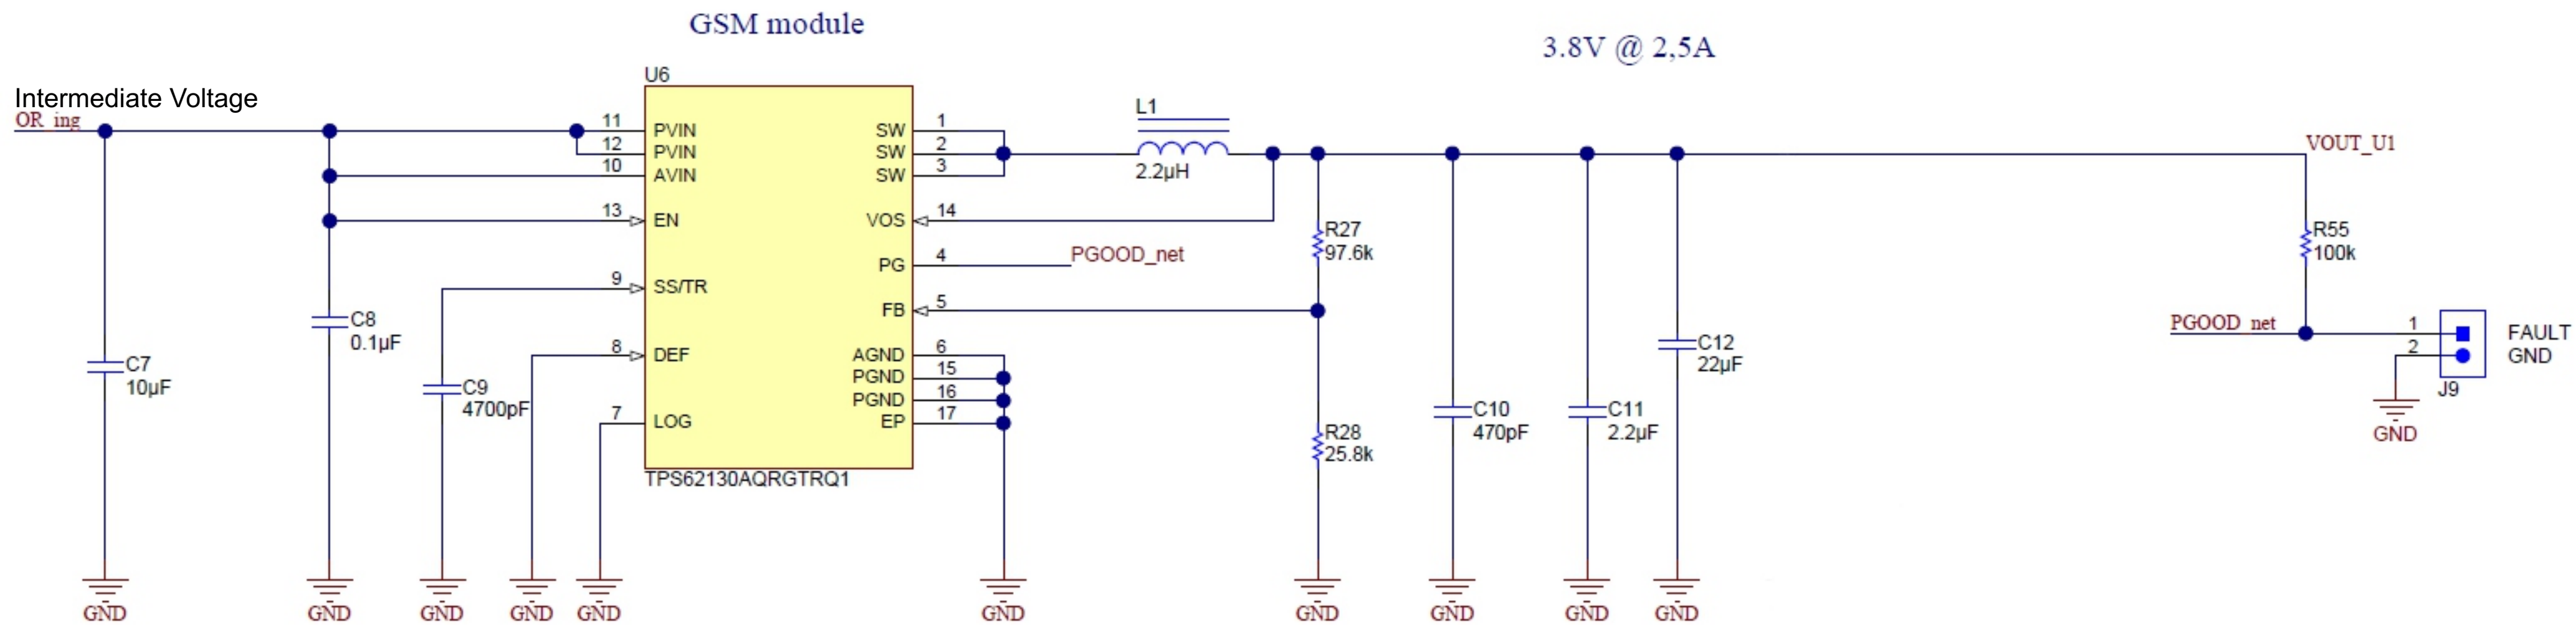 GSM module
3.8V @ 2,5A
Intermediate Voltage
OR_ing
U6
11 PVIN
12 PVIN
10 AVIN
13 EN
9 SS/TR
8 DEF
7 LOG
SW 1
SW 2
SW 3
VOS 14
PG 4
FB 5
AGND 6
PGND 15
PGND 16
EP 17
TPS62130AQRGTRQ1
PGOOD_net
L1
2.2µH
C7
10µF
C8
0.1µF
C9
4700pF
R27
97.6k
R28
25.8k
C10
470pF
C11
2.2µF
C12
22µF
VOUT_U1
R55
100k
PGOOD_net
1 FAULT
2 GND
J9
GND
GND
GND
GND
GND
GND
GND
GND
GND
GND
GND